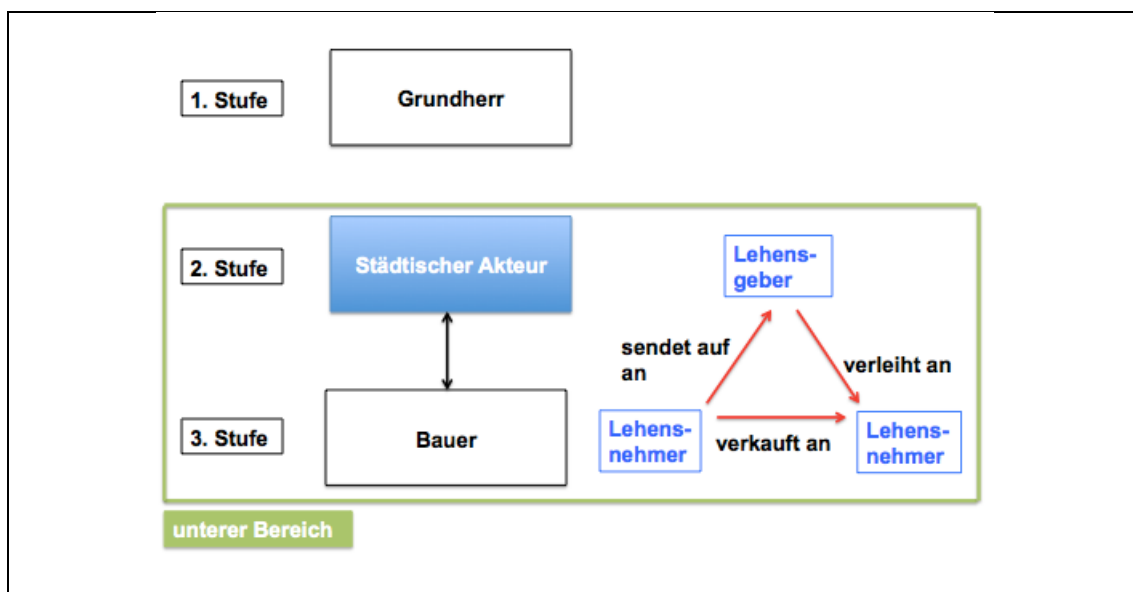 1. Stufe
Grundherr
2. Stufe
Städtischer Akteur
Lehens-
geber
sendet auf
an
verleiht an
3. Stufe
Bauer
Lehens-
nehmer
verkauft an
Lehens-
nehmer
unterer Bereich